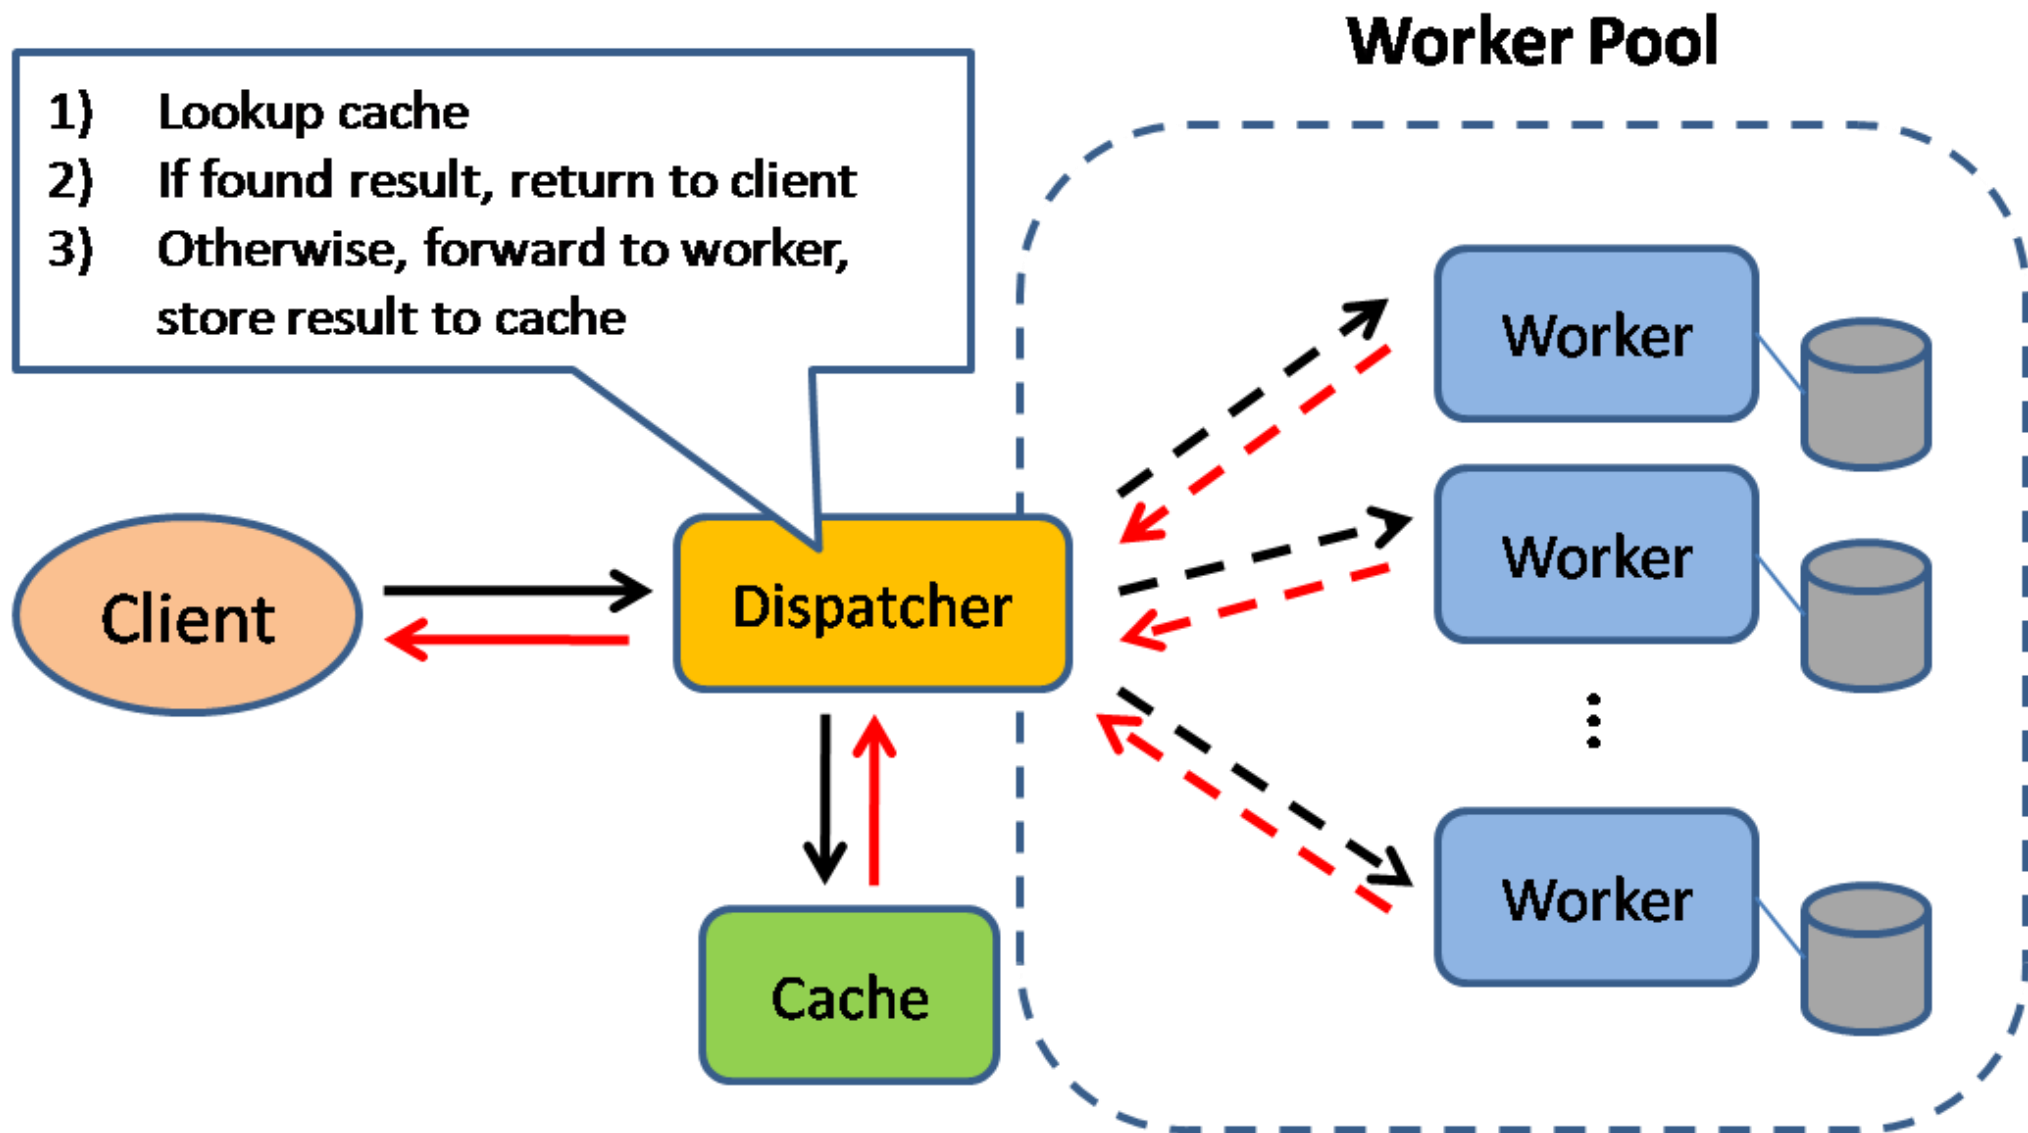 Worker Pool
1) Lookup cache
2) If found result, return to client
3) Otherwise, forward to worker,
store result to cache
Worker
Worker
Client
Dispatcher
Worker
Cache